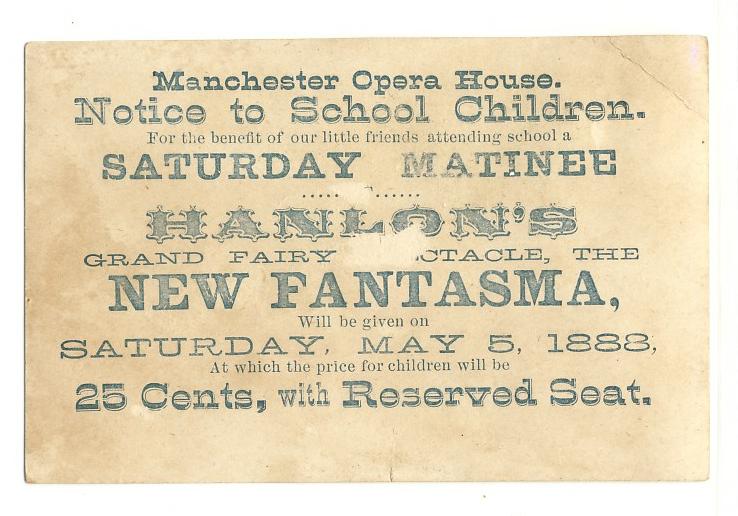 Manchester Opera House.
Notice to School Children.
For the benefit of our little friends attending school a
SATURDAY MATINEE
HANLON'S
GRAND FAIRY CTACLE, THE
NEW FANTASMA,
Will be given on
SATURDAY, MAY 5, 1888,
At which the price for children will be
25 Cents, with Reserved Seat.